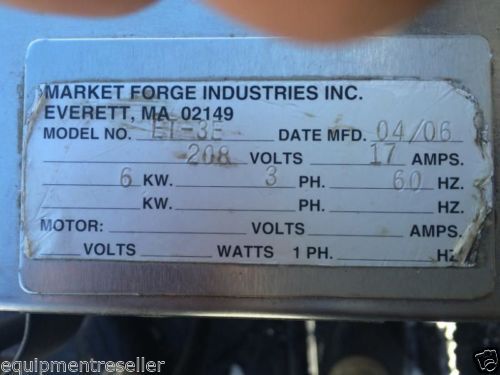 MARKET FORGE INDUSTRIES INC.
EVERETT, MA 02149
MODEL NO. ET-3E DATE MFD. 04/06
208 VOLTS 17 AMPS.
6 KW. 3 PH. 60 HZ.
KW. PH. HZ.
MOTOR: VOLTS AMPS.
VOLTS WATTS 1 PH. HZ
equipmentreseller